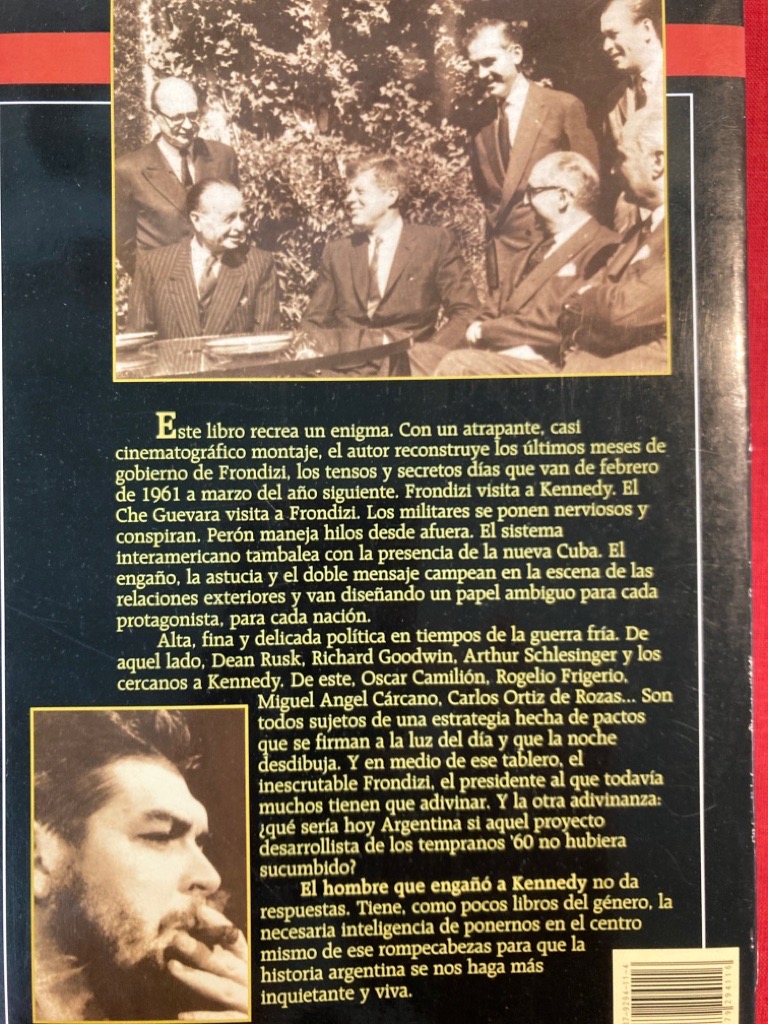 Este libro recrea un enigma. Con un atrapante, casi
cinematográfico montaje, el autor reconstruye los últimos meses de
gobierno de Frondizi, los tensos y secretos días que van de febrero
de 1961 a marzo del año siguiente. Frondizi visita a Kennedy. El
Che Guevara visita a Frondizi. Los militares se ponen nerviosos y
conspiran. Perón maneja hilos desde afuera. El sistema
interamericano tambalea con la presencia de la nueva Cuba. El
engaño, la astucia y el doble mensaje campean en la escena de las
relaciones exteriores y van diseñando un papel ambiguo para cada
protagonista, para cada nación.
Alta, fina y delicada política en tiempos de la guerra fría. De
aquel lado, Dean Rusk, Richard Goodwin, Arthur Schlesinger y los
cercanos a Kennedy. De este, Oscar Camilión, Rogelio Frigerio,
Miguel Angel Cárcano, Carlos Ortiz de Rozas... Son
todos sujetos de una estrategia hecha de pactos
que se firman a la luz del día y que la noche
desdibuja. Y en medio de ese tablero, el
inescrutable Frondizi, el presidente al que todavía
muchos tienen que adivinar. Y la otra adivinanza:
¿qué sería hoy Argentina si aquel proyecto
desarrollista de los tempranos '60 no hubiera
sucumbido?
El hombre que engañó a Kennedy no da
respuestas. Tiene, como pocos libros del género, la
necesaria inteligencia de ponernos en el centro
mismo de ese rompecabezas para que la
historia argentina se nos haga más
inquietante y viva.